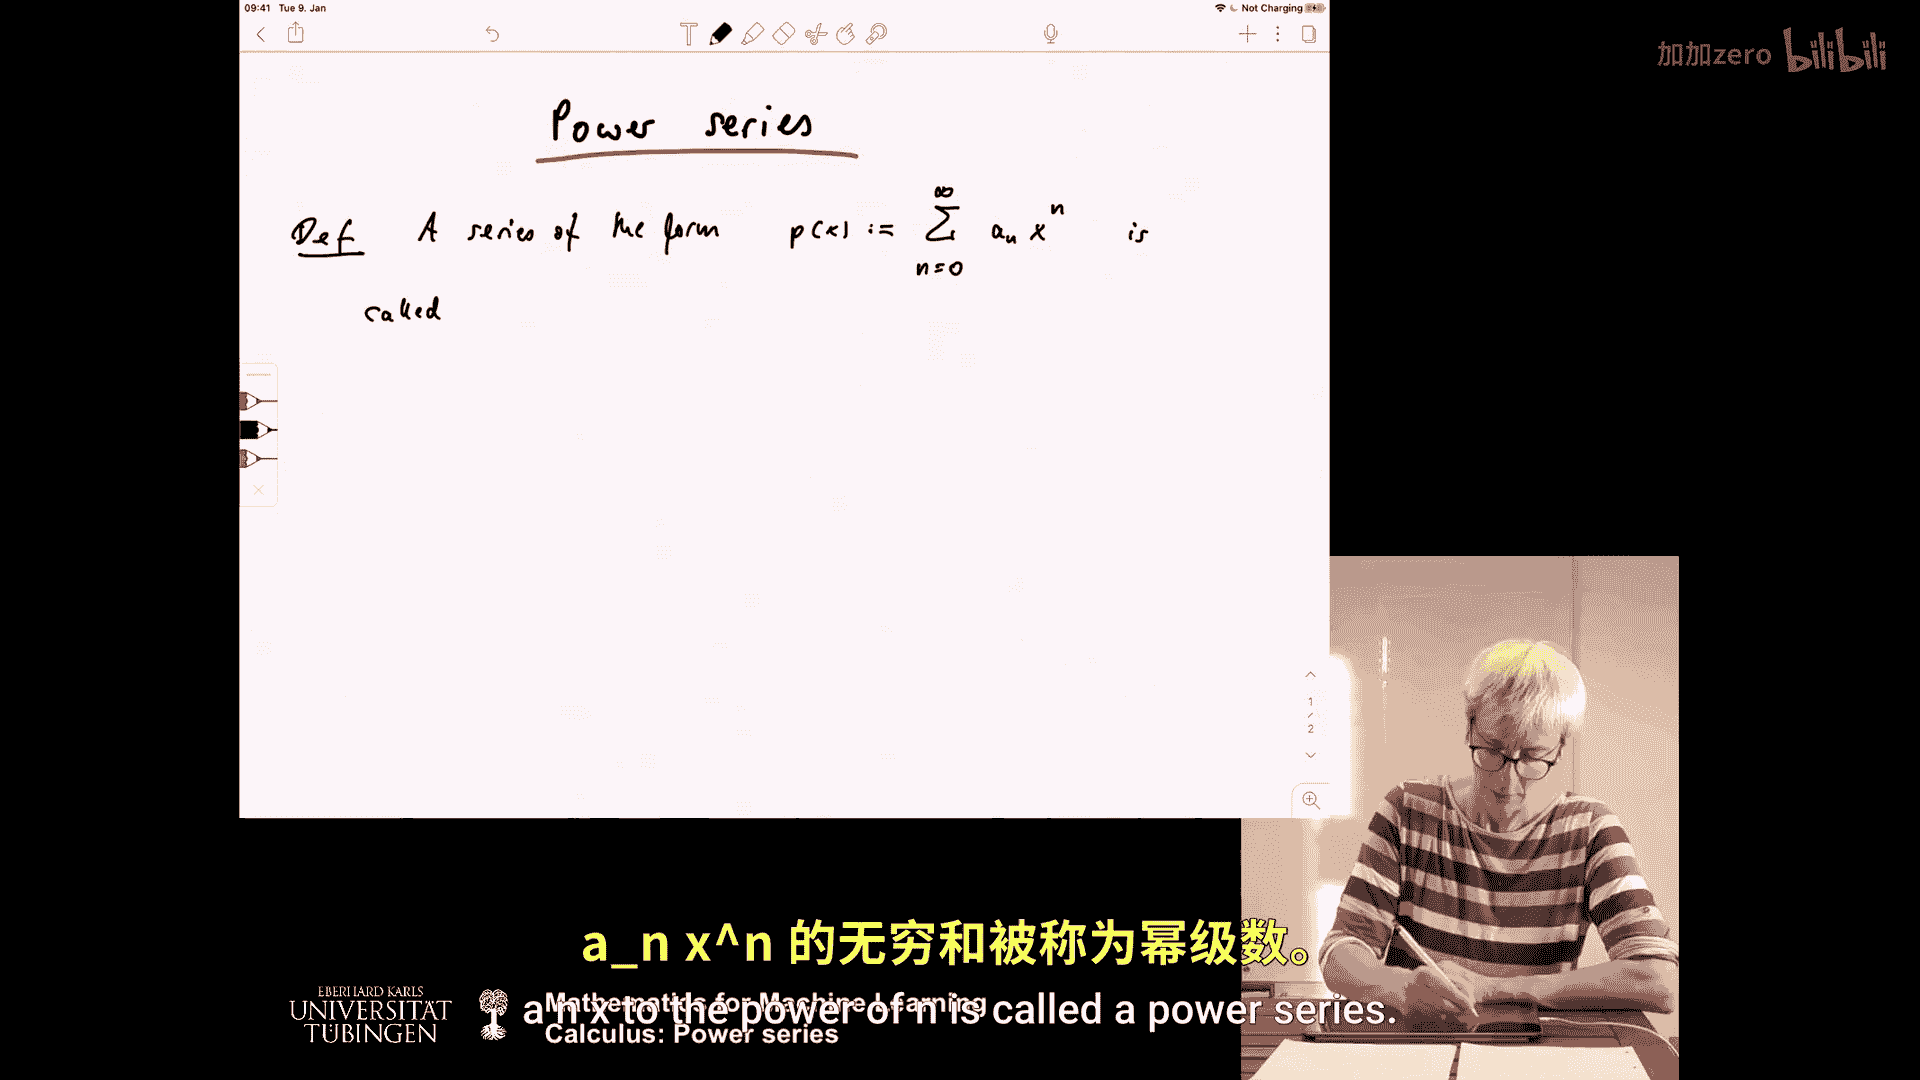 09:41 Tue 9. Jan
Not Charging
加加zero bilibili
Power series
Def A series of the form p(x) := ∑_{n=0}^{∞} a_n x^n is
called
1
/
2
a_n x^n 的无穷和被称为幂级数。
a n x to the power of n is called a power series.
EBERHARD KARLS
UNIVERSITÄT
TÜBINGEN
Mathematics for Machine Learning
Calculus: Power series